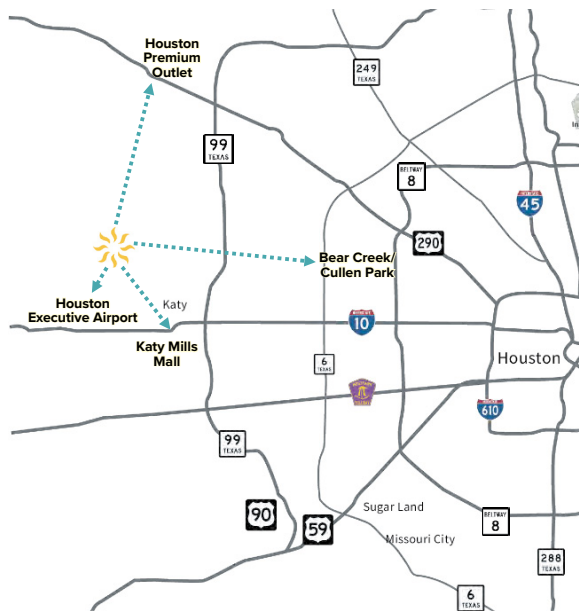 Houston
Premium
Outlet
249
TEXAS
99
TEXAS
BELTWAY
8
45
In
290
Bear Creek/
Cullen Park
Houston
Executive Airport
Katy
10
Katy Mills
Mall
Houston
6
TEXAS
610
99
TEXAS
90
59
Sugar Land
Missouri City
BELTWAY
8
288
TEXAS
6
TEXAS